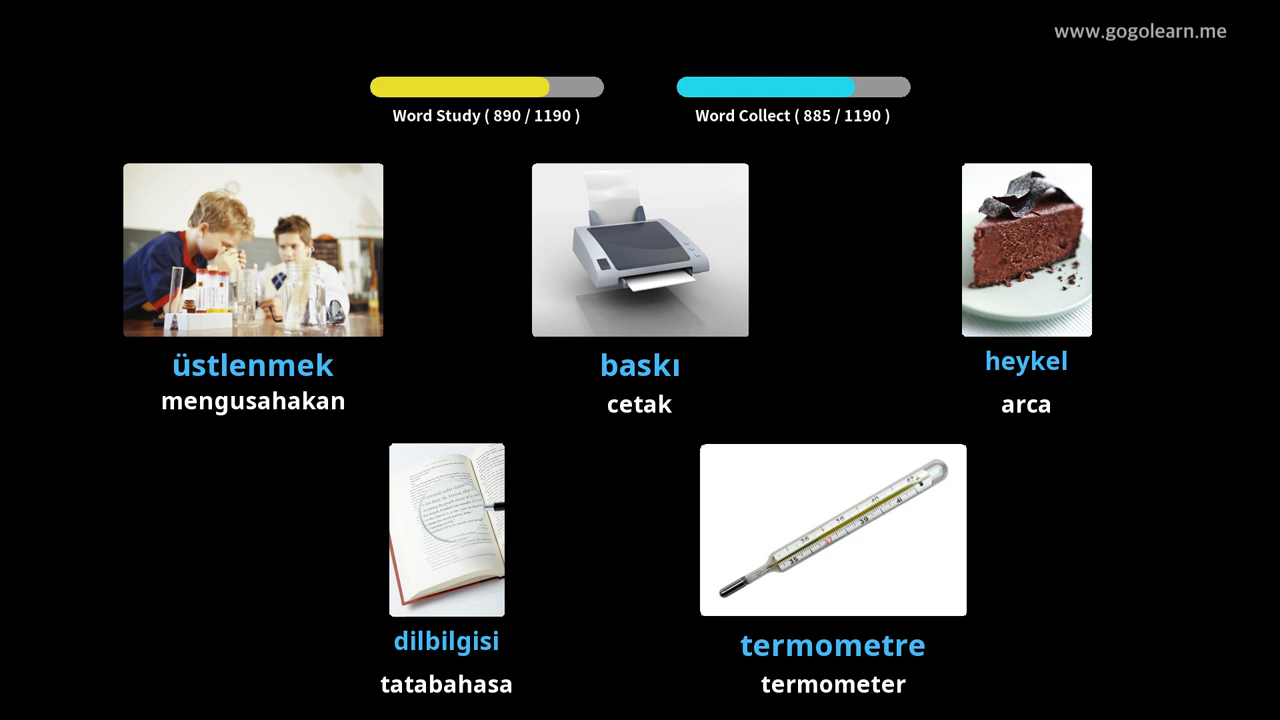 www.gogolearn.me
Word Study ( 890 / 1190 )
Word Collect ( 885 / 1190 )
üstlenmek
mengusahakan
baskı
cetak
heykel
arca
dilbilgisi
tatabahasa
termometre
termometer